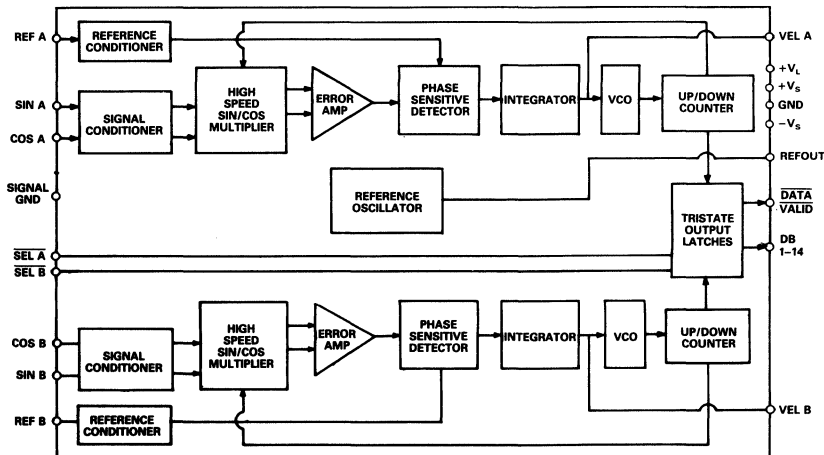 REF A
REFERENCE
CONDITIONER
VEL A
+VL
+VS
GND
-VS
SIN A
COS A
SIGNAL
CONDITIONER
HIGH
SPEED
SIN/COS
MULTIPLIER
ERROR
AMP
PHASE
SENSITIVE
DETECTOR
INTEGRATOR
VCO
UP/DOWN
COUNTER
REFOUT
SIGNAL
GND
REFERENCE
OSCILLATOR
TRISTATE
OUTPUT
LATCHES
DATA
VALID
DB
1–14
SEL A
SEL B
COS B
SIN B
SIGNAL
CONDITIONER
HIGH
SPEED
SIN/COS
MULTIPLIER
ERROR
AMP
PHASE
SENSITIVE
DETECTOR
INTEGRATOR
VCO
UP/DOWN
COUNTER
REF B
REFERENCE
CONDITIONER
VEL B